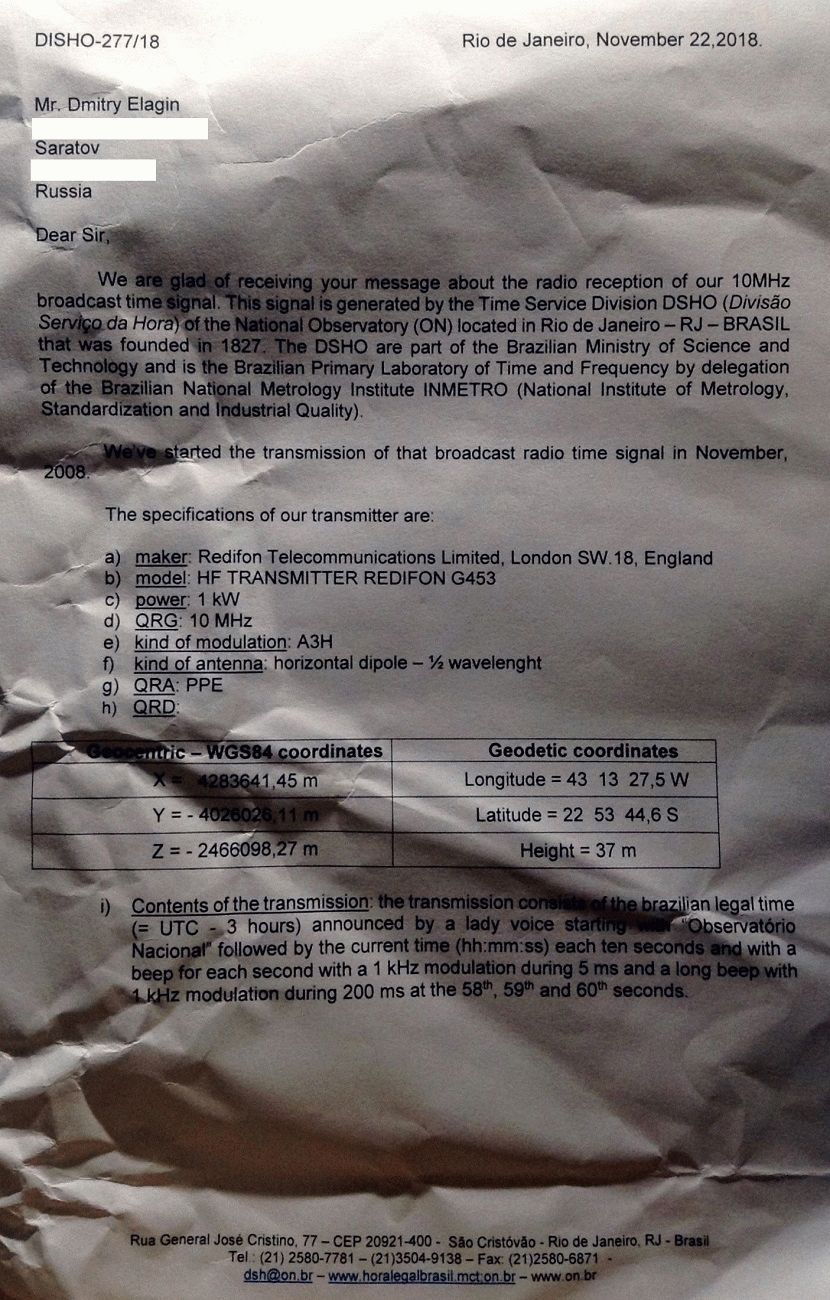 DISHO-277/18 Rio de Janeiro, November 22,2018.
Mr. Dmitry Elagin
Saratov
Russia
Dear Sir,
We are glad of receiving your message about the radio reception of our 10MHz
broadcast time signal. This signal is generated by the Time Service Division DSHO (Divisão
Serviço da Hora) of the National Observatory (ON) located in Rio de Janeiro – RJ – BRASIL
that was founded in 1827. The DSHO are part of the Brazilian Ministry of Science and
Technology and is the Brazilian Primary Laboratory of Time and Frequency by delegation
of the Brazilian National Metrology Institute INMETRO (National Institute of Metrology,
Standardization and Industrial Quality).
We've started the transmission of that broadcast radio time signal in November,
2008.
The specifications of our transmitter are:
a) maker: Redifon Telecommunications Limited, London SW.18, England
b) model: HF TRANSMITTER REDIFON G453
c) power: 1 kW
d) QRG: 10 MHz
e) kind of modulation: A3H
f) kind of antenna: horizontal dipole – ½ wavelenght
g) QRA: PPE
h) QRD:
Geocentric – WGS84 coordinates Geodetic coordinates
X = 4283641,45 m Longitude = 43 13 27,5 W
Y = - 4026026,11 m Latitude = 22 53 44,6 S
Z = - 2466098,27 m Height = 37 m
i) Contents of the transmission: the transmission consists of the brazilian legal time
(= UTC - 3 hours) announced by a lady voice starting with "Observatório
Nacional" followed by the current time (hh:mm:ss) each ten seconds and with a
beep for each second with a 1 kHz modulation during 5 ms and a long beep with
1 kHz modulation during 200 ms at the 58th, 59th and 60th seconds.
Rua General José Cristino, 77 – CEP 20921-400 - São Cristóvão - Rio de Janeiro, RJ - Brasil
Tel.: (21) 2580-7781 – (21)3504-9138 – Fax: (21)2580-6871 -
dsh@on.br – www.horalegalbrasil.mct.on.br – www.on.br